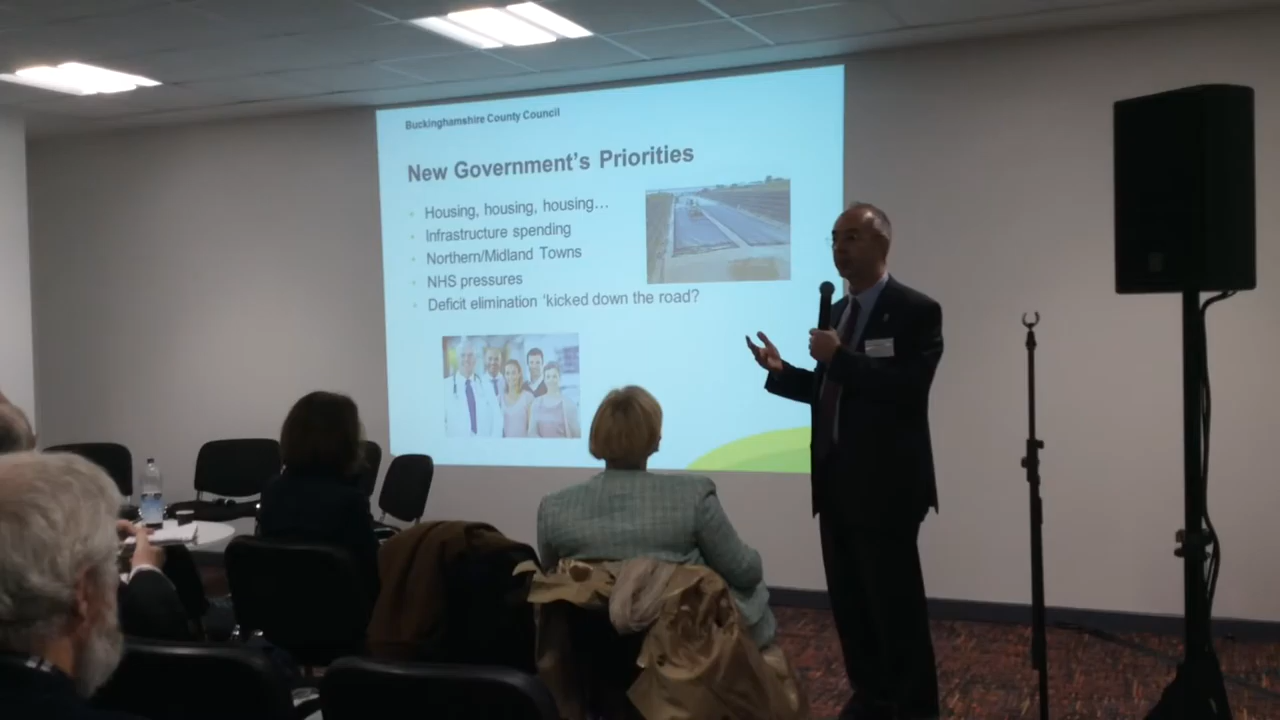 Buckinghamshire County Council
New Government's Priorities
Housing, housing, housing…
Infrastructure spending
Northern/Midland Towns
NHS pressures
Deficit elimination 'kicked down the road?